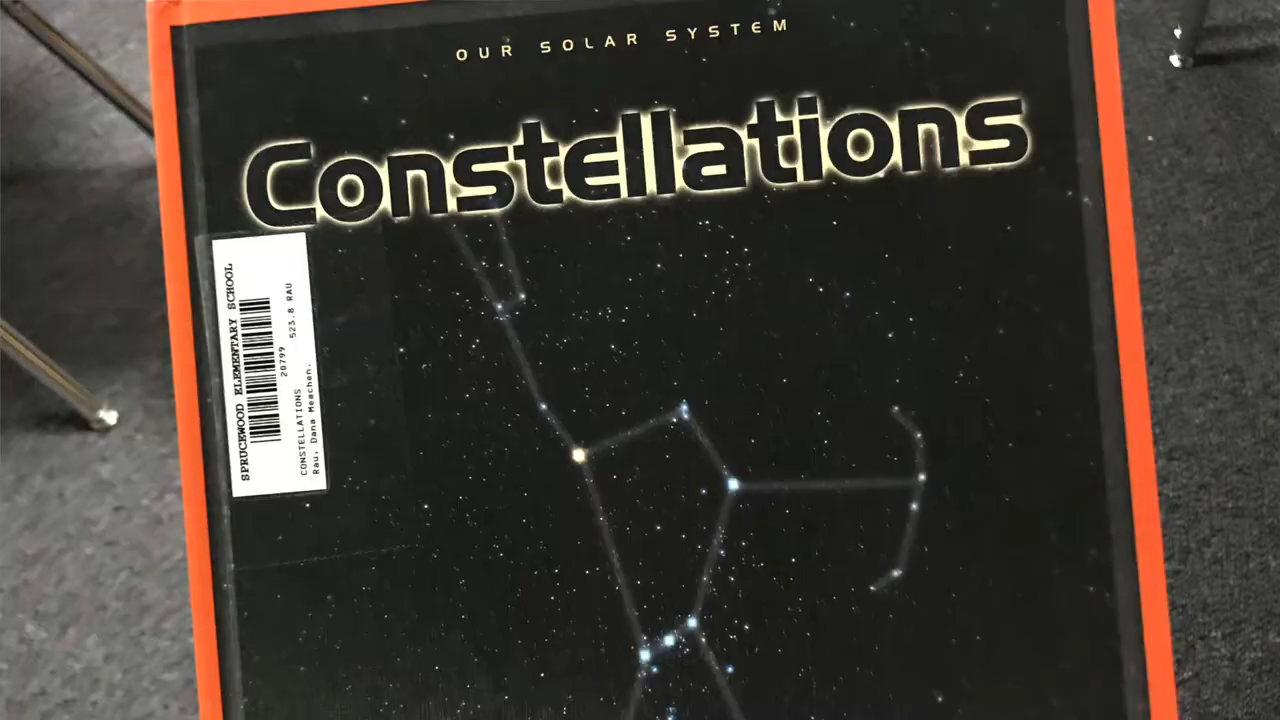 OUR SOLAR SYSTEM
Constellations
SPRUCEWOOD ELEMENTARY SCHOOL
20799
523.8 RAU
CONSTELLATIONS
Rau, Dana Meachen.